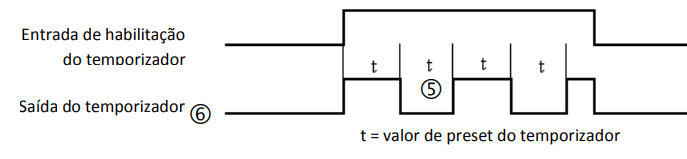 Entrada de habilitação
do temporizador
t t t t
⑤
Saída do temporizador ⑥
t = valor de preset do temporizador